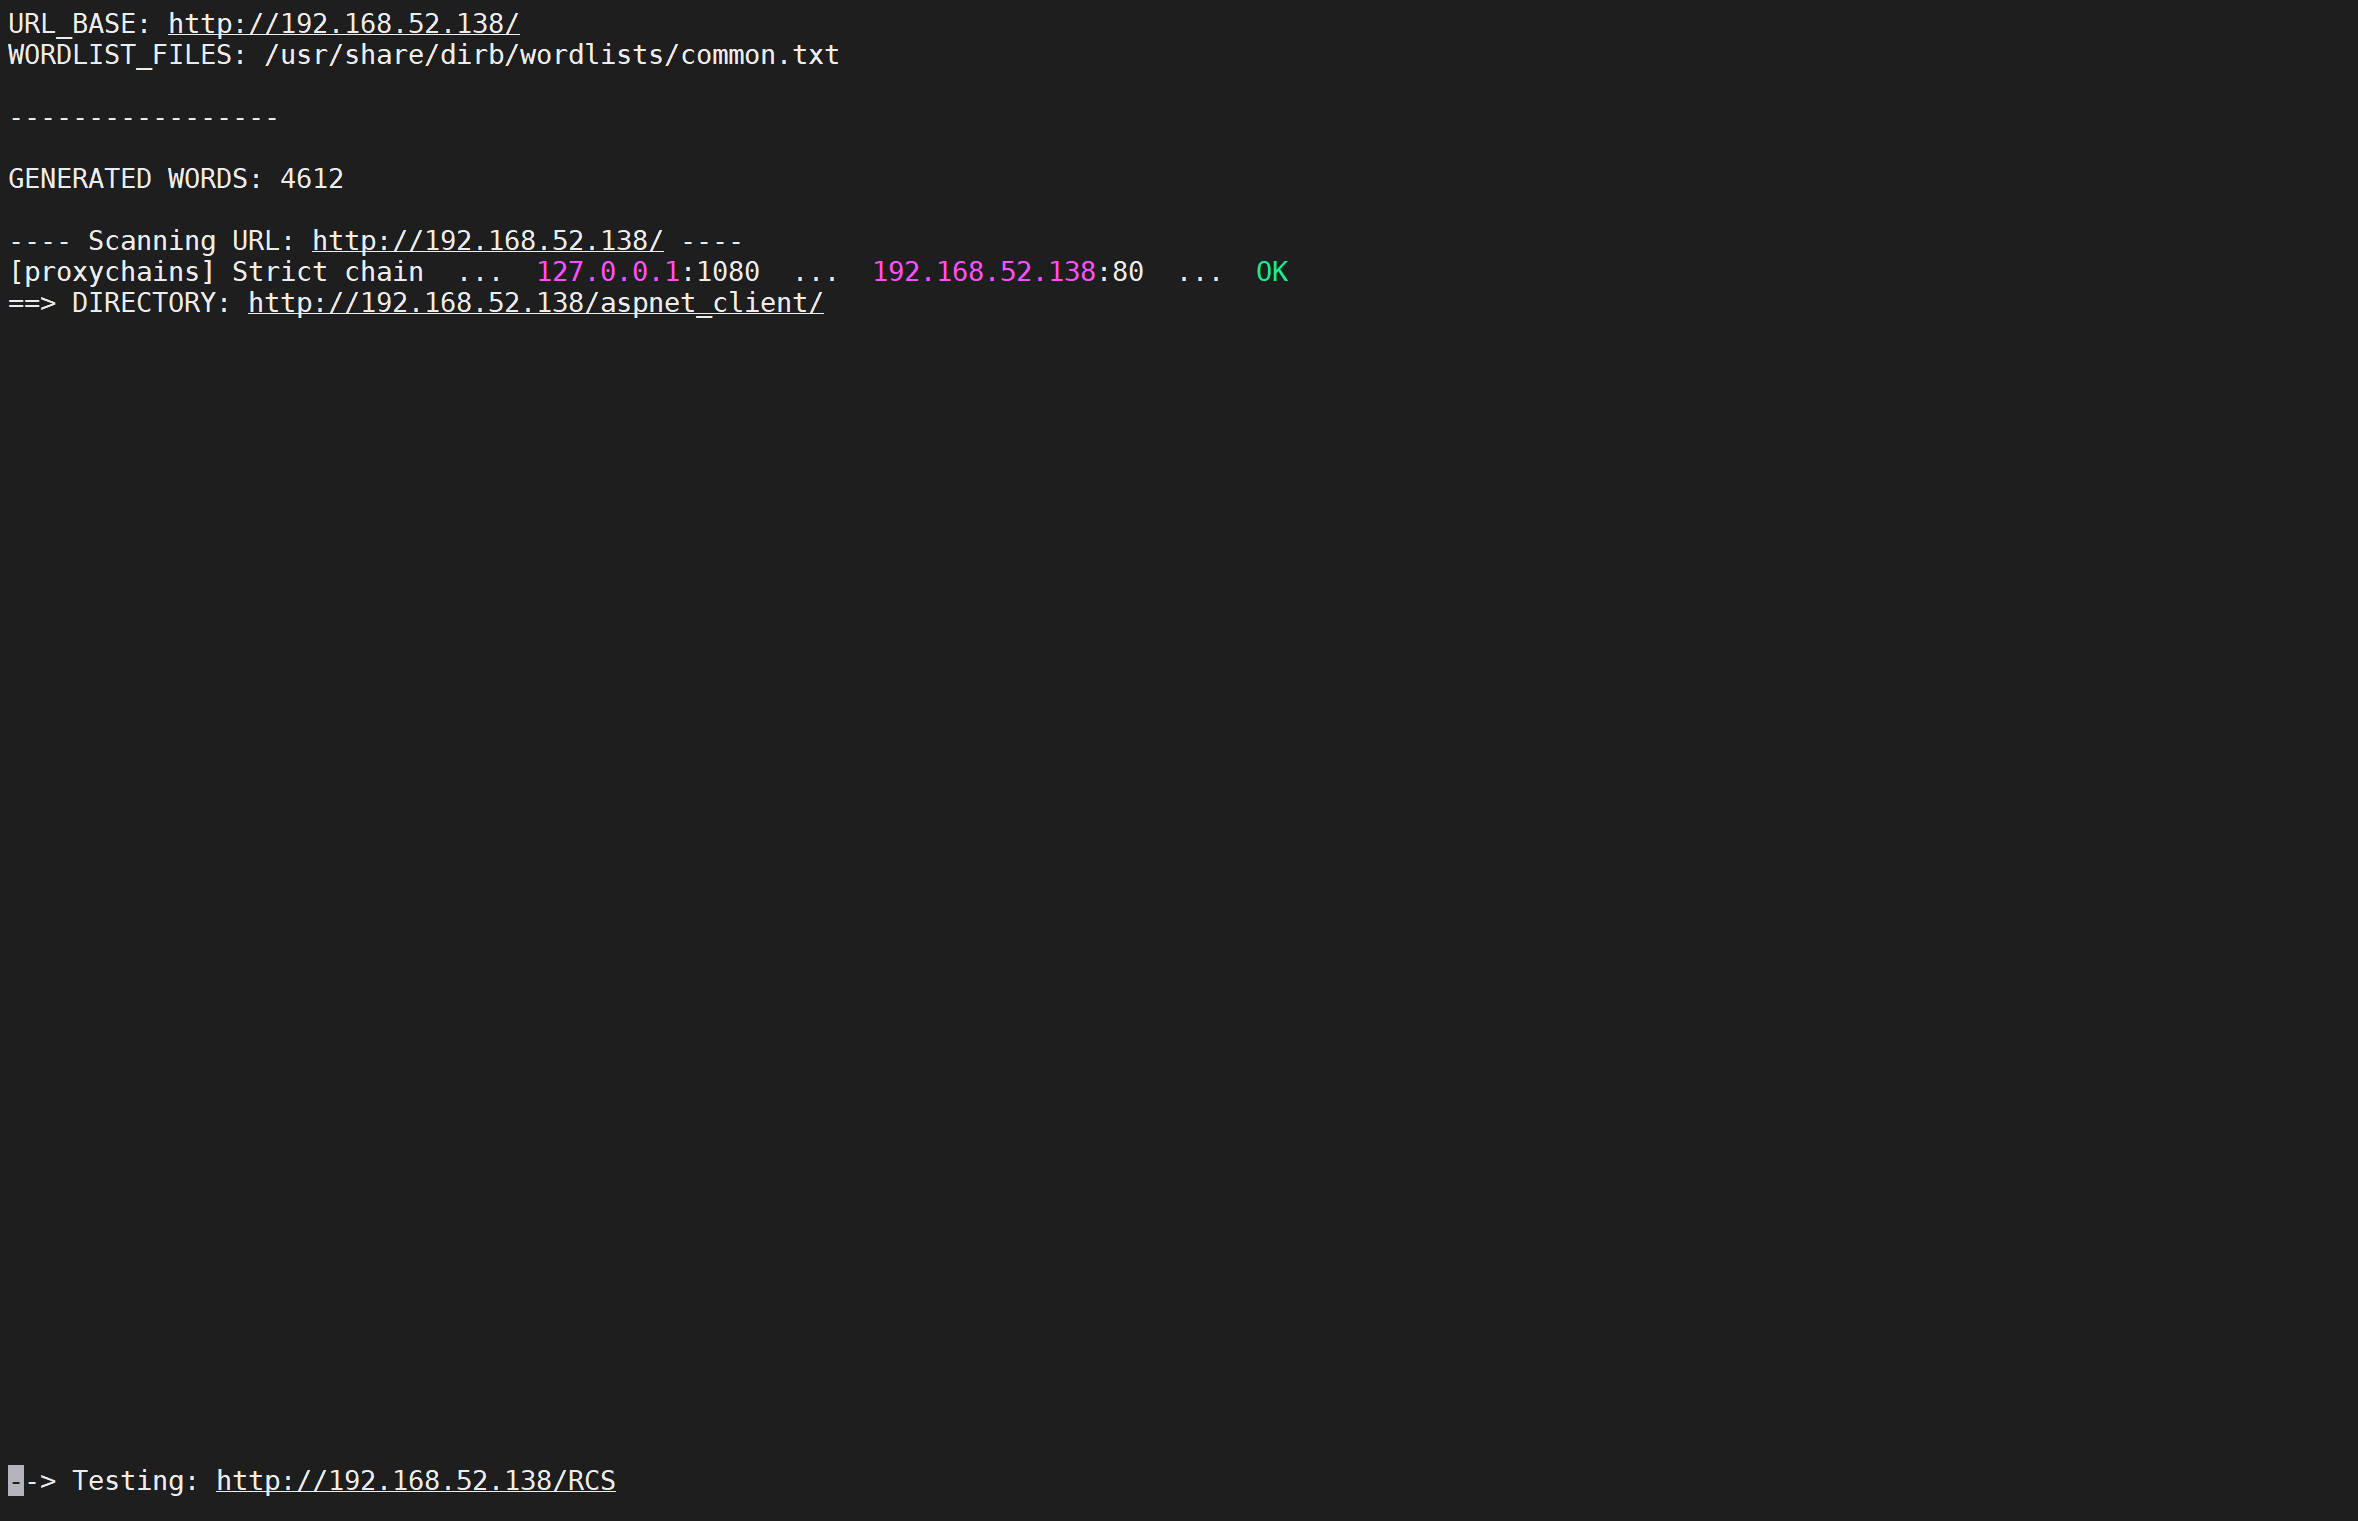 URL_BASE: http://192.168.52.138/
WORDLIST_FILES: /usr/share/dirb/wordlists/common.txt
-----------------
GENERATED WORDS: 4612
---- Scanning URL: http://192.168.52.138/ ----
[proxychains] Strict chain  ...  127.0.0.1:1080  ...  192.168.52.138:80  ...  OK
==> DIRECTORY: http://192.168.52.138/aspnet_client/
--> Testing: http://192.168.52.138/RCS